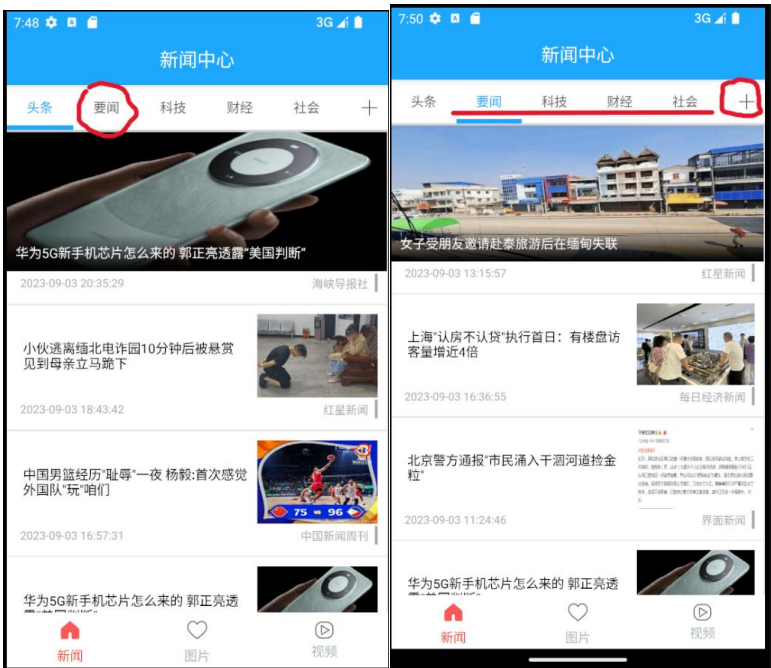 7:48
3G
新闻中心
头条 要闻 科技 财经 社会
华为5G新手机芯片怎么来的 郭正亮透露"美国判断"
2023-09-03 20:35:29 海峡导报社
小伙逃离缅北电诈园10分钟后被悬赏
见到母亲立马跪下
2023-09-03 18:43:42 红星新闻
中国男篮经历"耻辱"一夜 杨毅:首次感觉
外国队"玩"咱们
75 - 96
2023-09-03 16:57:31 中国新闻周刊
华为5G新手机芯片怎么来的 郭正亮透
新闻 图片 视频
7:50
3G
新闻中心
头条 要闻 科技 财经 社会
女子受朋友邀请赴泰旅游后在缅甸失联
2023-09-03 13:15:57 红星新闻
上海"认房不认贷"执行首日：有楼盘访
客量增近4倍
2023-09-03 16:36:55 每日经济新闻
北京警方通报"市民涌入干泗河道捡金
粒"
2023-09-03 11:24:46 界面新闻
华为5G新手机芯片怎么来的 郭正亮透
新闻 图片 视频